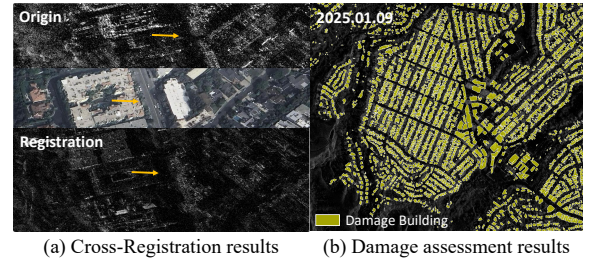 Origin
Registration
2025.01.09
Damage Building
(a) Cross-Registration results
(b) Damage assessment results